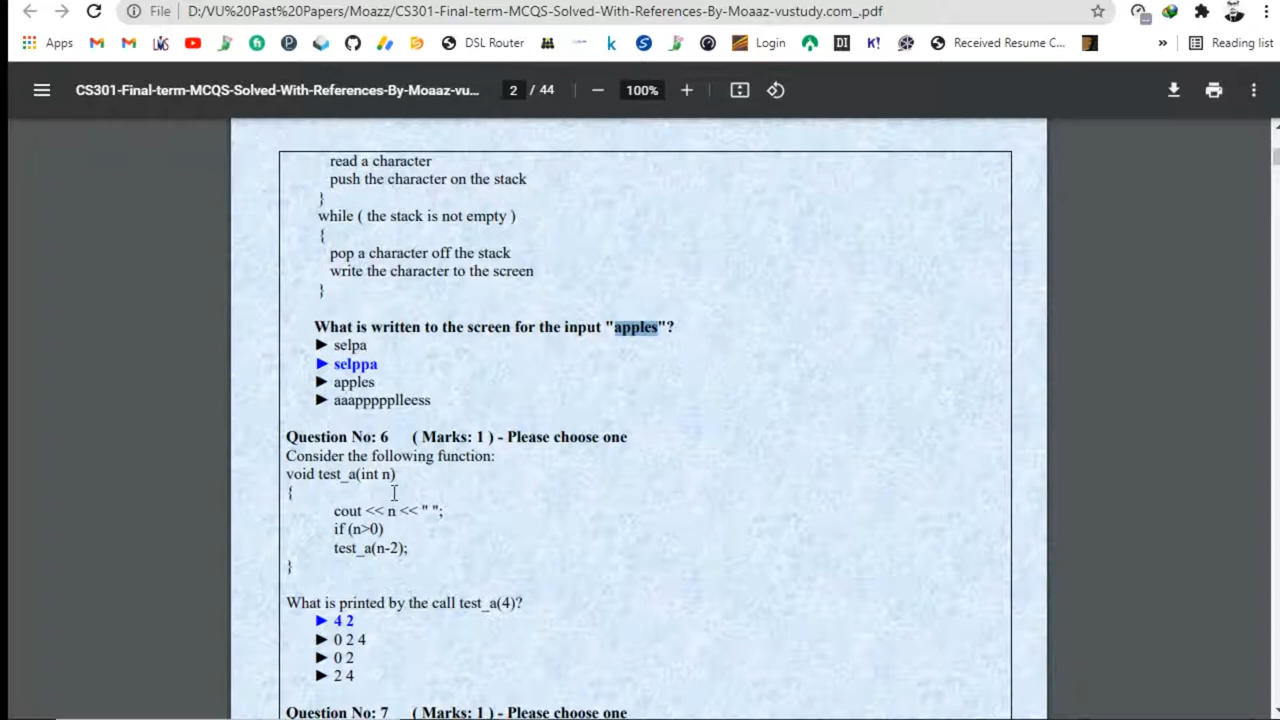 File D:/VU%20Past%20Papers/Moazz/CS301-Final-term-MCQS-Solved-With-References-By-Moaaz-vustudy.com_.pdf
Apps DSL Router Login Received Resume C... » Reading list
CS301-Final-term-MCQS-Solved-With-References-By-Moaaz-vu... 2 / 44 100%
read a character
push the character on the stack
}
while ( the stack is not empty )
{
pop a character off the stack
write the character to the screen
}
What is written to the screen for the input "apples"?
► selpa
► selppa
► apples
► aaapppppplleess
Question No: 6 ( Marks: 1 ) - Please choose one
Consider the following function:
void test_a(int n)
{
cout << n << " ";
if (n>0)
test_a(n-2);
}
What is printed by the call test_a(4)?
► 4 2
► 0 2 4
► 0 2
► 2 4
Question No: 7 ( Marks: 1 ) - Please choose one